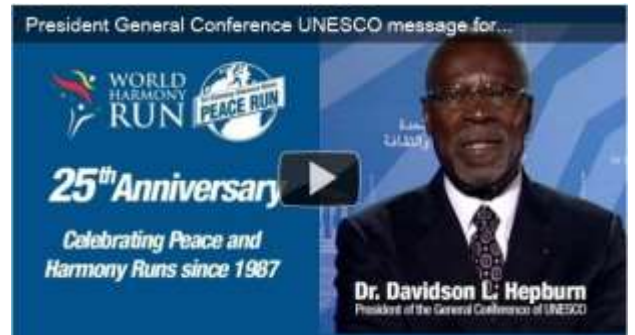 President General Conference UNESCO message for...
WORLD
HARMONY
RUN
PEACE RUN
25th Anniversary
Celebrating Peace and
Harmony Runs since 1987
Dr. Davidson L. Hepburn
President of the General Conference of UNESCO